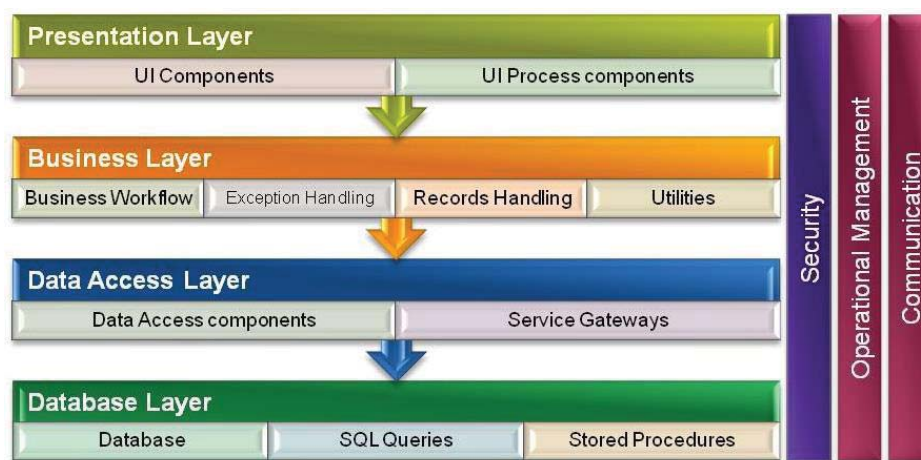 Presentation Layer
UI Components
UI Process components
Business Layer
Business Workflow
Exception Handling
Records Handling
Utilities
Data Access Layer
Data Access components
Service Gateways
Database Layer
Database
SQL Queries
Stored Procedures
Security
Operational Management
Communication